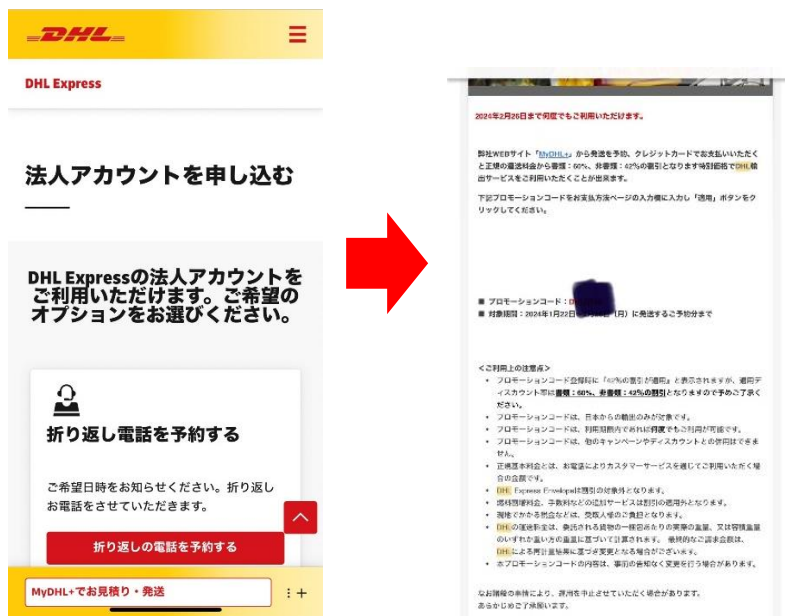 DHL
DHL Express
法人アカウントを申し込む
DHL Expressの法人アカウントを
ご利用いただけます。ご希望の
オプションをお選びください。
折り返し電話を予約する
ご希望日時をお知らせください。折り返し
お電話をさせていただきます。
折り返しの電話を予約する
MyDHL+でお見積り・発送
2024年2月26日まで何度でもご利用いただけます。
弊社WEBサイト「MyDHL+」から発送を予約、クレジットカードでお支払いいただく
と正規の運送料金から書類：60%、非書類：42%の割引となります特別価格でDHL輸
出サービスをご利用いただくことが出来ます。
下記プロモーションコードをお支払方法ページの入力欄に入力し「適用」ボタンをク
リックしてください。
■ プロモーションコード：
■ 対象期間：2024年1月22日 （月）に発送するご予約分まで
＜ご利用上の注意点＞
• プロモーションコード登録時に「42%の割引が適用」と表示されますが、適用デ
ィスカウント率は書類：60%、非書類：42%の割引となりますので予めご了承く
ださい。
• プロモーションコードは、日本からの輸出のみが対象です。
• プロモーションコードは、利用期限内であれば何度でもご利用が可能です。
• プロモーションコードは、他のキャンペーンやディスカウントとの併用はできま
せん。
• 正規基本料金とは、お電話によりカスタマーサービスを通じてご利用いただく場
合の金額です。
• DHL Express Envelopeは割引の対象外となります。
• 燃料割増料金、手数料などの追加サービスは割引の適用外となります。
• 現地でかかる税金などは、受取人様のご負担となります。
• DHLの運送料金は、委託される貨物の一梱包あたりの実際の重量、又は容積重量
のいずれか重い方の重量に基づいて計算されます。 最終的なご請求金額は、
DHLによる再計量結果に基づき変更となる場合がございます。
• 本プロモーションコードの内容は、事前の告知なく変更を行う場合があります。
なお諸般の事情により、運用を中止させていただく場合があります。
あらかじめご了承願います。